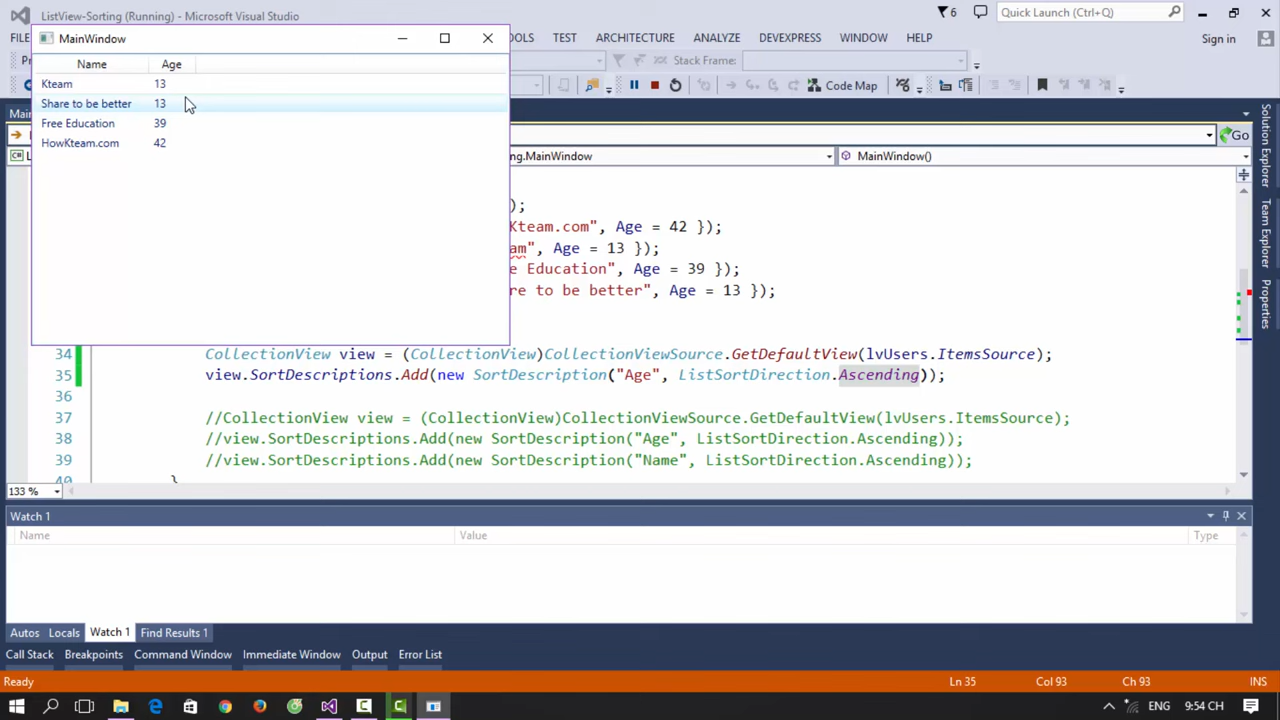 ListView-Sorting (Running) - Microsoft Visual Studio
6
Quick Launch (Ctrl+Q)
MainWindow
FILE
OOLS
TEST
ARCHITECTURE
ANALYZE
DEVEXPRESS
WINDOW
HELP
Sign in
Name
Age
Stack Frame:
Kteam
13
Code Map
Share to be better
13
Free Education
39
HowKteam.com
42
Go
ng.MainWindow
MainWindow()
);
Kteam.com", Age = 42 });
am", Age = 13 });
e Education", Age = 39 });
re to be better", Age = 13 });
34 CollectionView view = (CollectionView)CollectionViewSource.GetDefaultView(lvUsers.ItemsSource);
35 view.SortDescriptions.Add(new SortDescription("Age", ListSortDirection.Ascending));
36
37 //CollectionView view = (CollectionView)CollectionViewSource.GetDefaultView(lvUsers.ItemsSource);
38 //view.SortDescriptions.Add(new SortDescription("Age", ListSortDirection.Ascending));
39 //view.SortDescriptions.Add(new SortDescription("Name", ListSortDirection.Ascending));
40 }
133 %
Watch 1
Name
Value
Type
Autos
Locals
Watch 1
Find Results 1
Call Stack
Breakpoints
Command Window
Immediate Window
Output
Error List
Solution Explorer
Team Explorer
Properties
Ready
Ln 35
Col 93
Ch 93
INS
ENG
9:54 CH